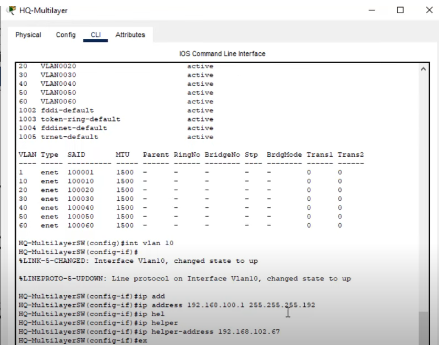 HQ-Multilayer
Physical Config CLI Attributes
IOS Command Line Interface
20 VLAN0020 active
30 VLAN0030 active
40 VLAN0040 active
50 VLAN0050 active
60 VLAN0060 active
1002 fddi-default active
1003 token-ring-default active
1004 fddinet-default active
1005 trnet-default active
VLAN Type SAID MTU Parent RingNo BridgeNo Stp BrdgMode Trans1 Trans2
---- ----- ---------- ----- ------ ------ -------- ---- -------- ------ ------
1 enet 100001 1500 - - - - - 0 0
10 enet 100010 1500 - - - - - 0 0
20 enet 100020 1500 - - - - - 0 0
30 enet 100030 1500 - - - - - 0 0
40 enet 100040 1500 - - - - - 0 0
50 enet 100050 1500 - - - - - 0 0
60 enet 100060 1500 - - - - - 0 0
HQ-MultilayerSW(config)#int vlan 10
HQ-MultilayerSW(config-if)#
%LINK-5-CHANGED: Interface Vlan10, changed state to up
%LINEPROTO-5-UPDOWN: Line protocol on Interface Vlan10, changed state to up
HQ-MultilayerSW(config-if)#ip add
HQ-MultilayerSW(config-if)#ip address 192.168.100.1 255.255.255.192
HQ-MultilayerSW(config-if)#ip hel
HQ-MultilayerSW(config-if)#ip helper
HQ-MultilayerSW(config-if)#ip helper-address 192.168.102.67
HQ-MultilayerSW(config-if)#ex